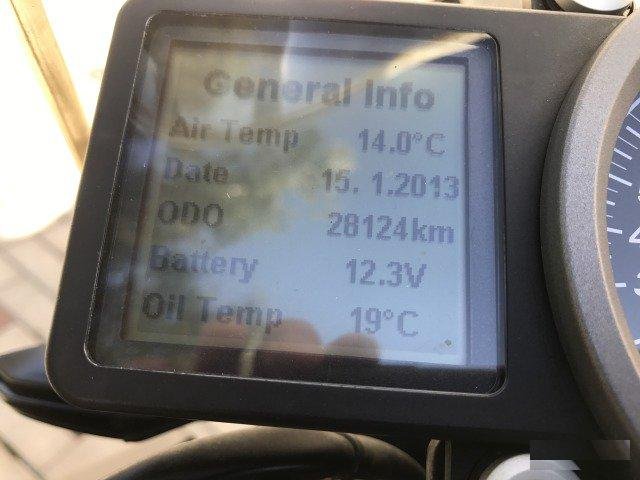 General Info
Air Temp 14.0°C
Date 15. 1.2013
ODO 28124km
Battery 12.3V
Oil Temp 19°C